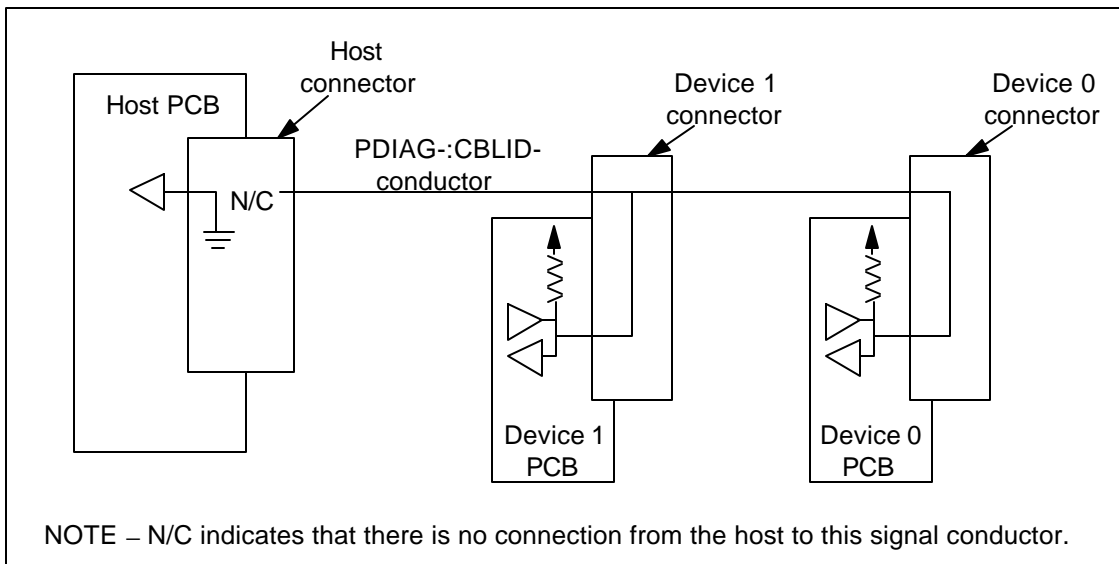 Host
connector
Host PCB
Device 1
connector
Device 0
connector
PDIAG-:CBLID-
conductor
N/C
Device 1
PCB
Device 0
PCB
NOTE – N/C indicates that there is no connection from the host to this signal conductor.